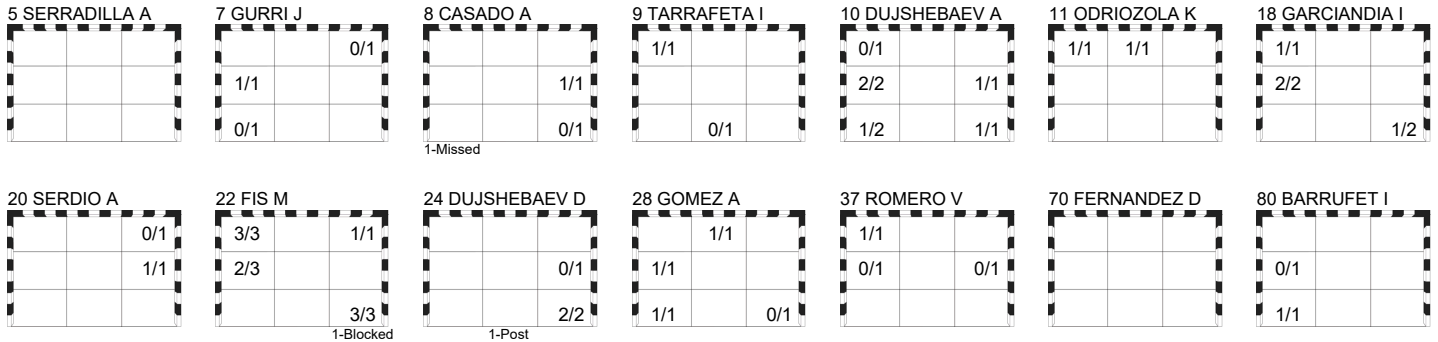 5 SERRADILLA A 7 GURRI J 8 CASADO A 9 TARRAFETA I 10 DUJSHEBAEV A 11 ODRIOZOLA K 18 GARCIANDIA I
0/1 1/1 0/1 1/1 1/1 1/1
1/1 1/1 2/2 1/1 2/2
0/1 0/1 0/1 1/2 1/1 1/2
1-Missed
20 SERDIO A 22 FIS M 24 DUJSHEBAEV D 28 GOMEZ A 37 ROMERO V 70 FERNANDEZ D 80 BARRUFET I
0/1 3/3 1/1 1/1 1/1
1/1 2/3 0/1 1/1 0/1 0/1 0/1
3/3 2/2 1/1 0/1 1/1
1-Blocked 1-Post